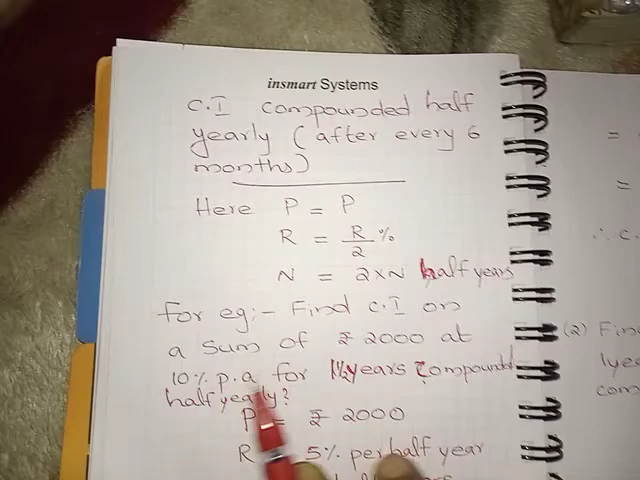 insmart Systems
C.I compounded half
yearly (after every 6
months)
Here P = P
R = R/2 %
N = 2×N half years
for eg:- Find C.I on
a sum of ₹ 2000 at
10% p.a for 1½ years compounded
half yearly?
P = ₹ 2000
R 5% per half year
=
=
∴ C.
(2) Find
1yea
com